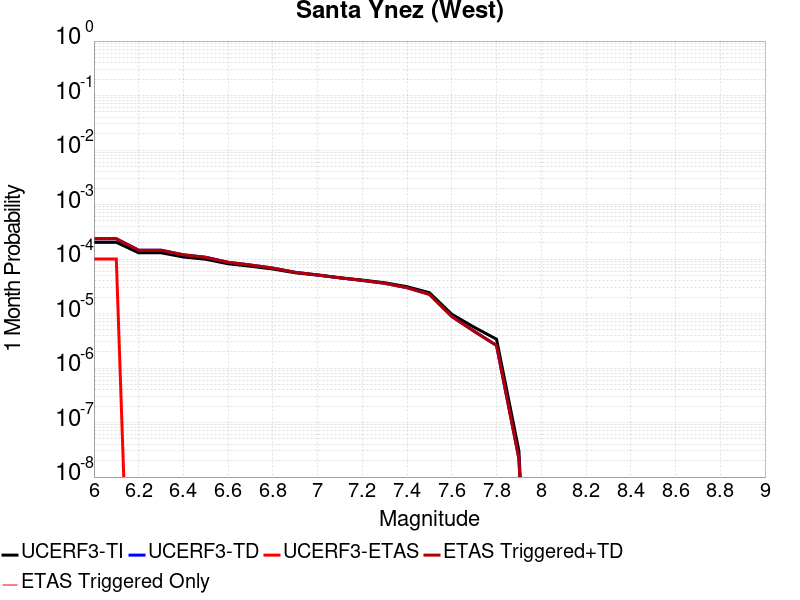 Santa Ynez (West)
10^0
10^-1
10^-2
10^-3
10^-4
10^-5
10^-6
10^-7
10^-8
1 Month Probability
6 6.2 6.4 6.6 6.8 7 7.2 7.4 7.6 7.8 8 8.2 8.4 8.6 8.8 9
Magnitude
UCERF3-TI UCERF3-TD UCERF3-ETAS ETAS Triggered+TD
ETAS Triggered Only